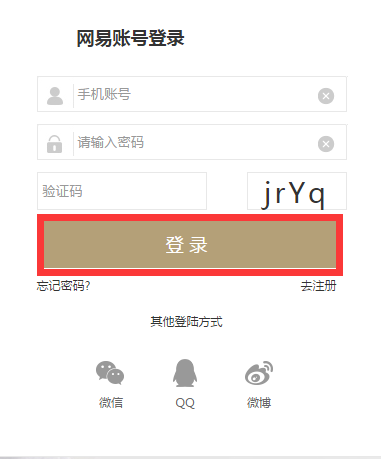 网易账号登录
手机账号
请输入密码
验证码 jrYq
登录
忘记密码? 去注册
其他登陆方式
微信 QQ 微博